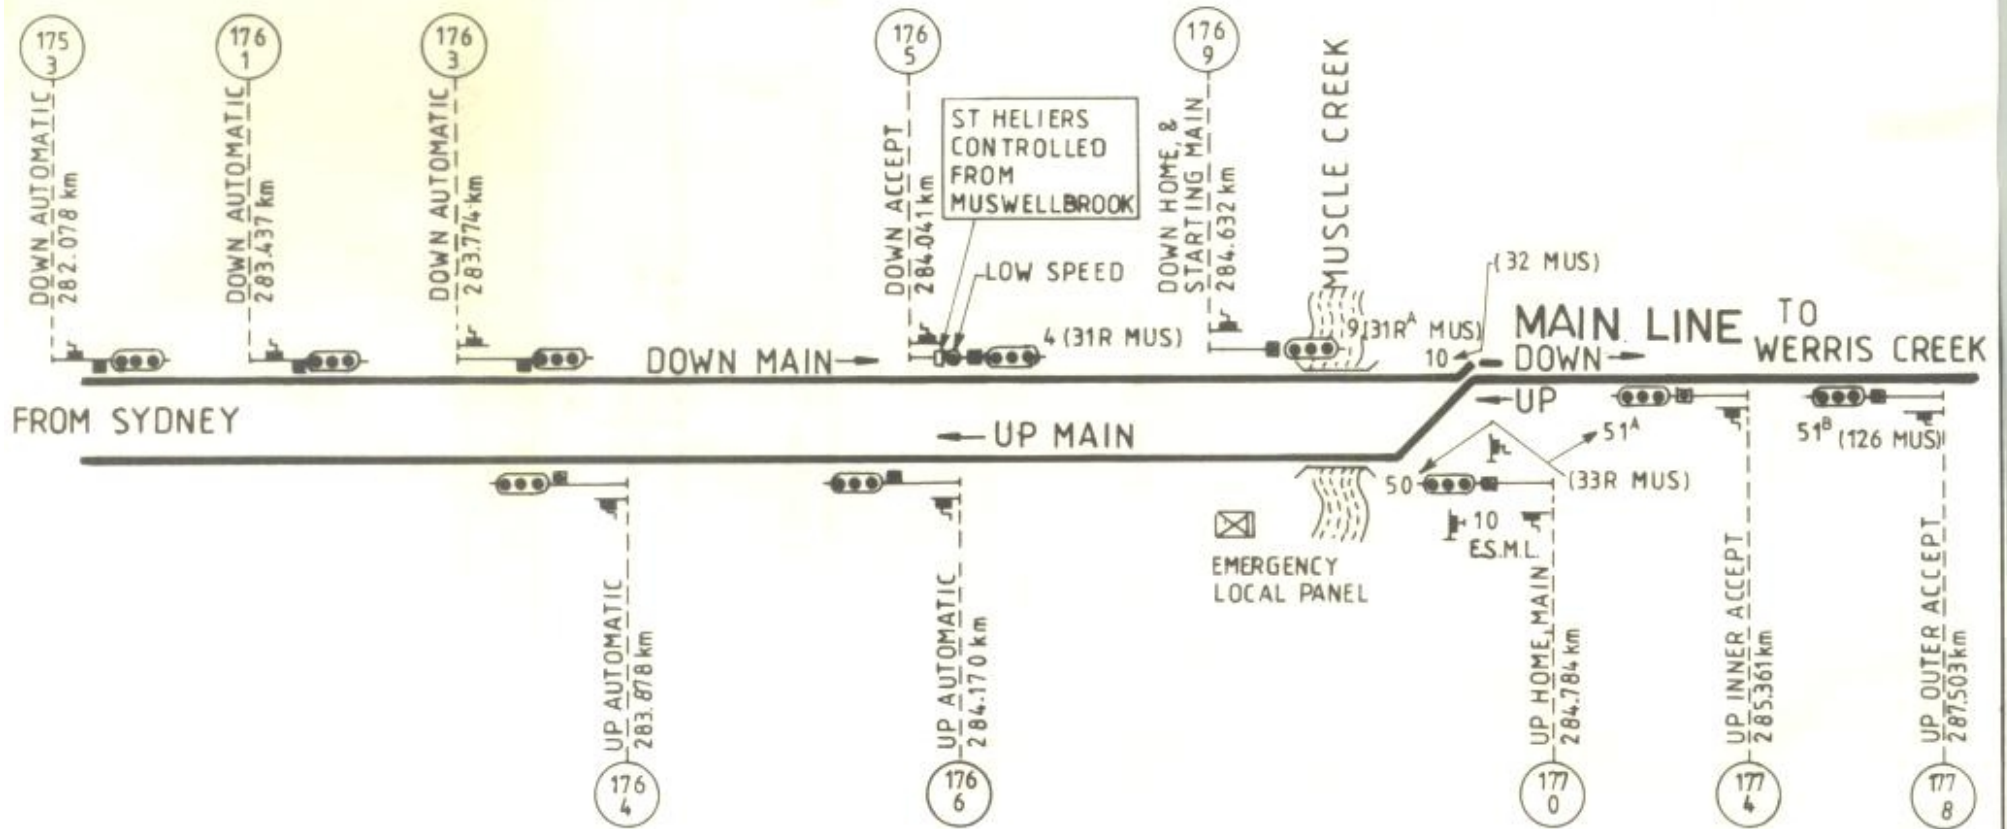 175
3
176
1
176
3
176
5
176
9
DOWN AUTOMATIC
282.078 km
DOWN AUTOMATIC
283.437 km
DOWN AUTOMATIC
283.774 km
DOWN ACCEPT
284.041 km
ST HELIERS
CONTROLLED
FROM
MUSWELLBROOK
LOW SPEED
DOWN HOME, &
STARTING MAIN
284.632 km
MUSCLE CREEK
4 (31R MUS)
9(31Rᴬ MUS)
10
(32 MUS)
MAIN LINE TO
DOWN
WERRIS CREEK
DOWN MAIN
FROM SYDNEY
UP MAIN
UP
51ᴬ
51ᴮ (126 MUS)
50
(33R MUS)
10
E.S.M.L.
EMERGENCY
LOCAL PANEL
UP AUTOMATIC
283.878 km
UP AUTOMATIC
284.170 km
UP HOME, MAIN
284.784 km
UP INNER ACCEPT
285.361 km
UP OUTER ACCEPT
287.503 km
176
4
176
6
177
0
177
4
177
8